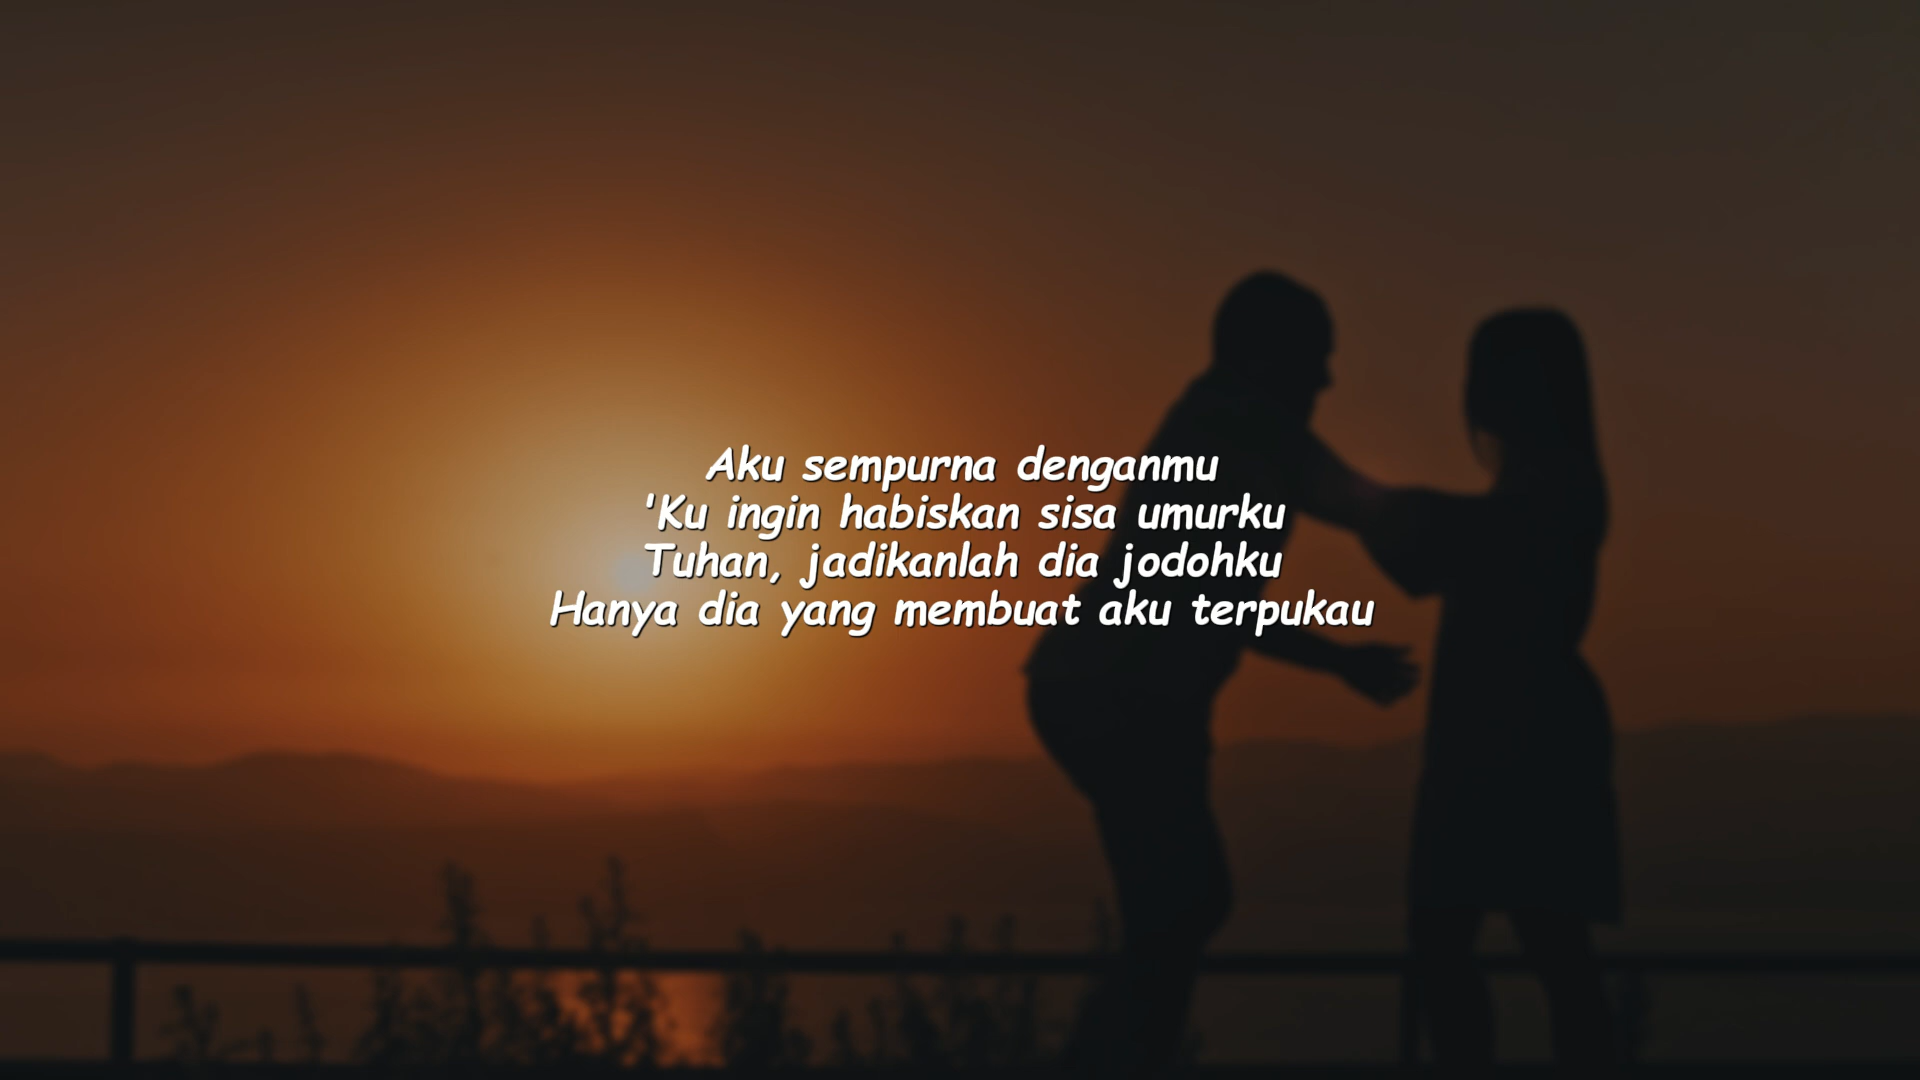 Aku sempurna denganmu
'Ku ingin habiskan sisa umurku
Tuhan, jadikanlah dia jodohku
Hanya dia yang membuat aku terpukau